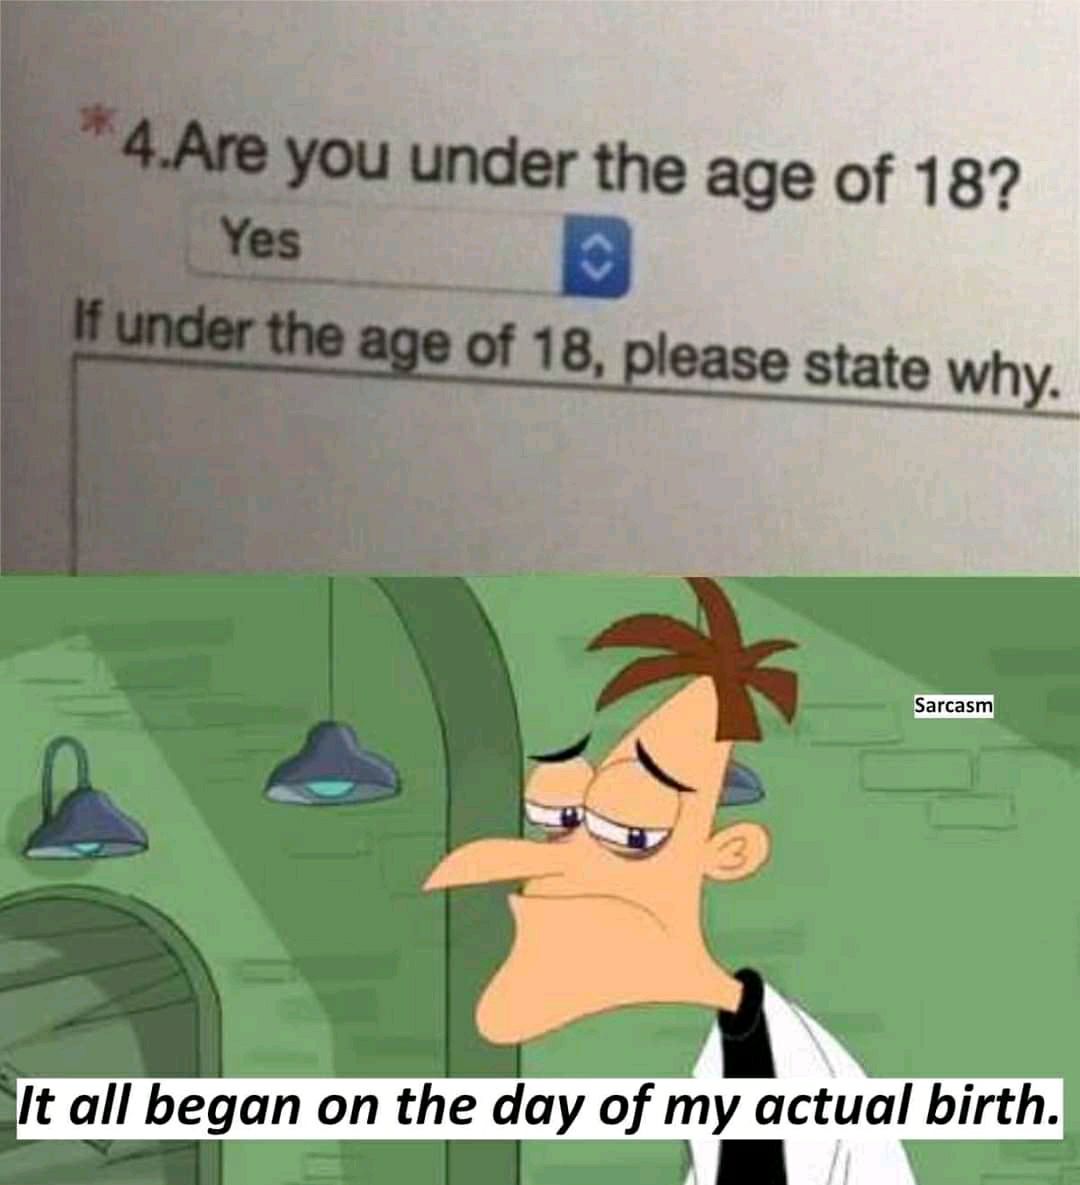 *4.Are you under the age of 18?
Yes
If under the age of 18, please state why.
Sarcasm
It all began on the day of my actual birth.